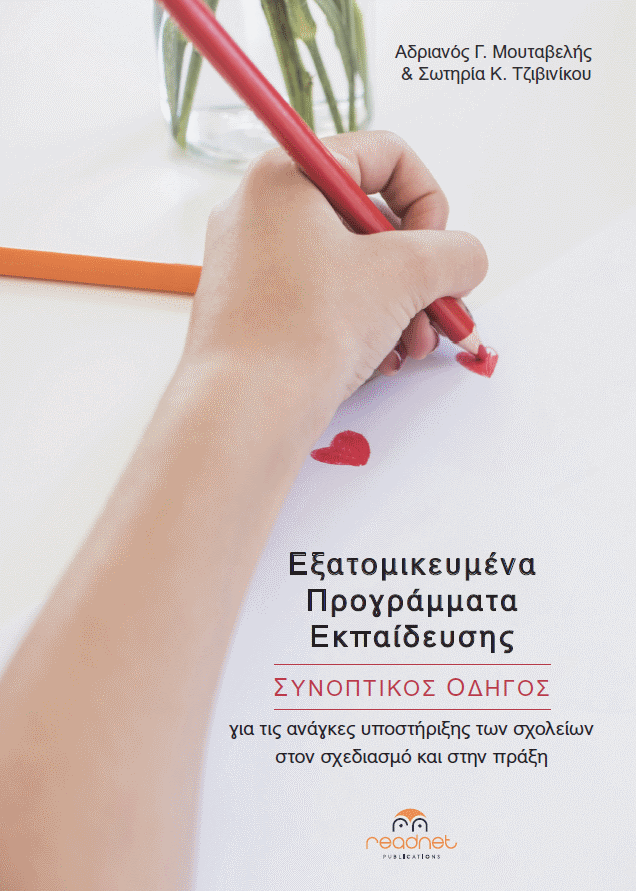 Αδριανός Γ. Μουταβελής
& Σωτηρία Κ. Τζιβινίκου
Εξατομικευμένα
Προγράμματα
Εκπαίδευσης
ΣΥΝΟΠΤΙΚΟΣ ΟΔΗΓΟΣ
για τις ανάγκες υποστήριξης των σχολείων
στον σχεδιασμό και στην πράξη
readnet
PUBLICATIONS